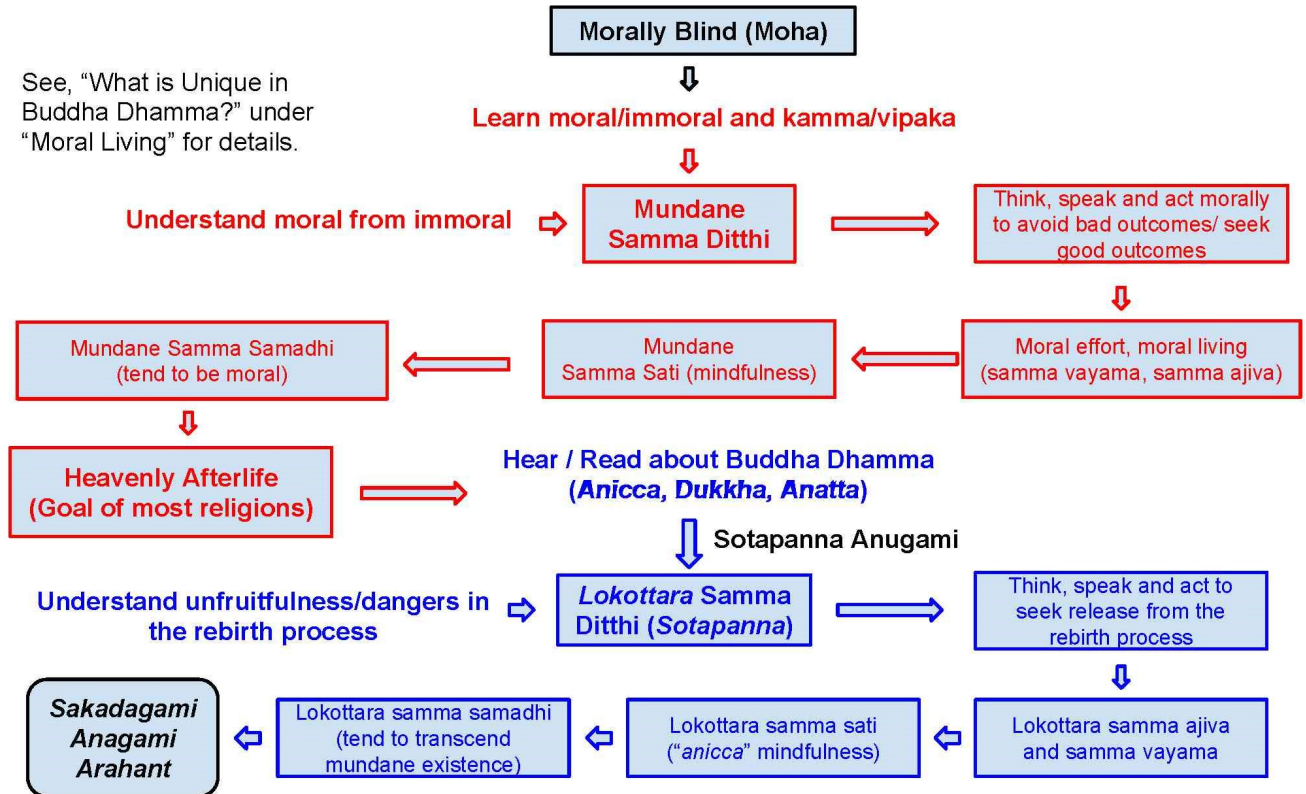 Morally Blind (Moha)
See, “What is Unique in
Buddha Dhamma?” under
“Moral Living” for details.
Learn moral/immoral and kamma/vipaka
Understand moral from immoral
Mundane
Samma Ditthi
Think, speak and act morally
to avoid bad outcomes/ seek
good outcomes
Moral effort, moral living
(samma vayama, samma ajiva)
Mundane
Samma Sati (mindfulness)
Mundane Samma Samadhi
(tend to be moral)
Heavenly Afterlife
(Goal of most religions)
Hear / Read about Buddha Dhamma
(Anicca, Dukkha, Anatta)
Sotapanna Anugami
Understand unfruitfulness/dangers in
the rebirth process
Lokottara Samma
Ditthi (Sotapanna)
Think, speak and act to
seek release from the
rebirth process
Lokottara samma ajiva
and samma vayama
Lokottara samma sati
(“anicca” mindfulness)
Lokottara samma samadhi
(tend to transcend
mundane existence)
Sakadagami
Anagami
Arahant